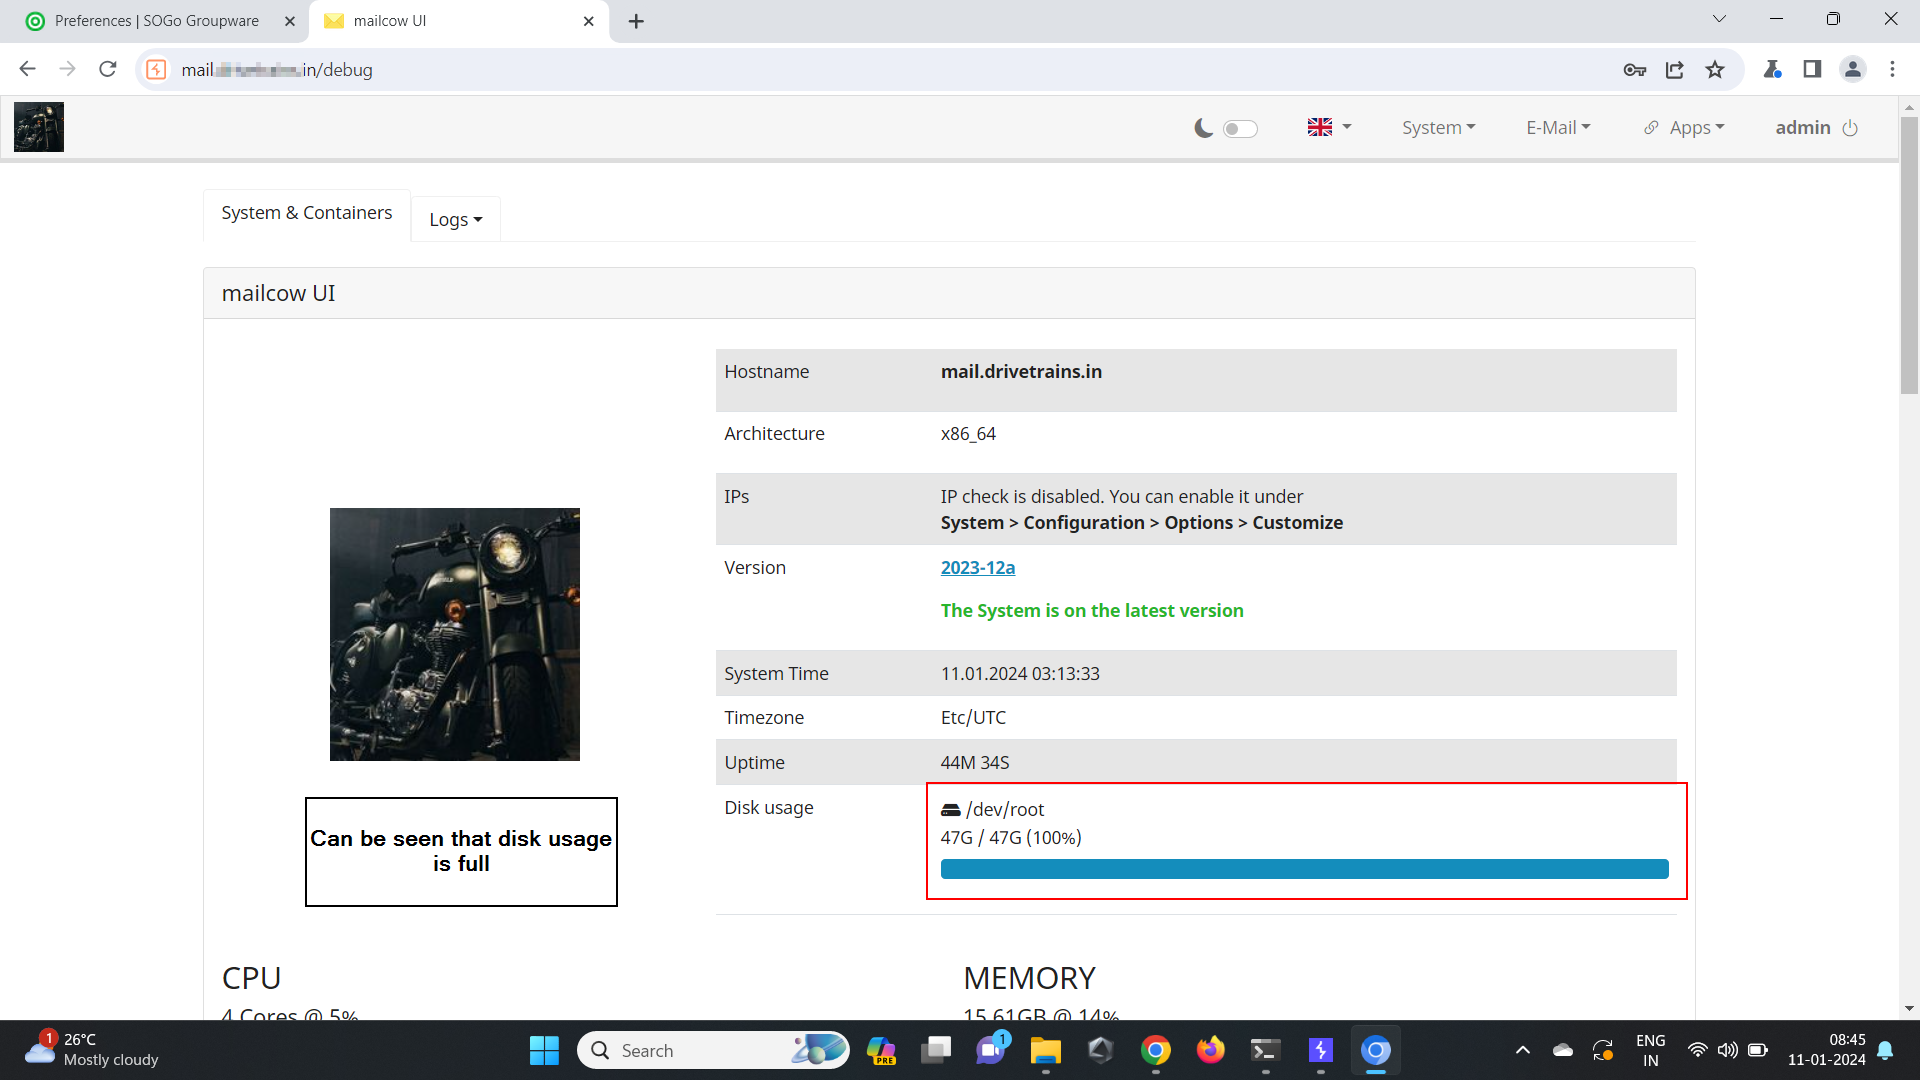 Preferences | SOGo Groupware
mailcow UI
mail
in/debug
System
E-Mail
Apps
admin
System & Containers
Logs
mailcow UI
Hostname
mail.drivetrains.in
Architecture
x86_64
IPs
IP check is disabled. You can enable it under
System > Configuration > Options > Customize
Version
2023-12a
The System is on the latest version
System Time
11.01.2024 03:13:33
Timezone
Etc/UTC
Uptime
44M 34S
Disk usage
/dev/root
47G / 47G (100%)
Can be seen that disk usage
is full
CPU
4 Cores @ 5%
MEMORY
15.61GB @ 14%
1
26°C
Mostly cloudy
Search
PRE
1
ENG
IN
08:45
11-01-2024